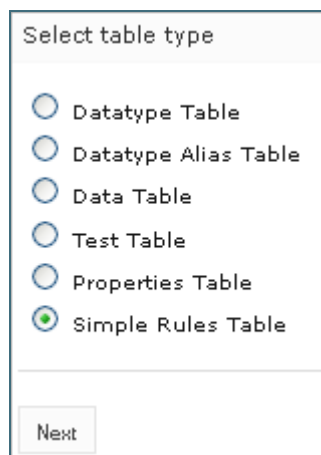 Select table type
Datatype Table
Datatype Alias Table
Data Table
Test Table
Properties Table
Simple Rules Table
Next